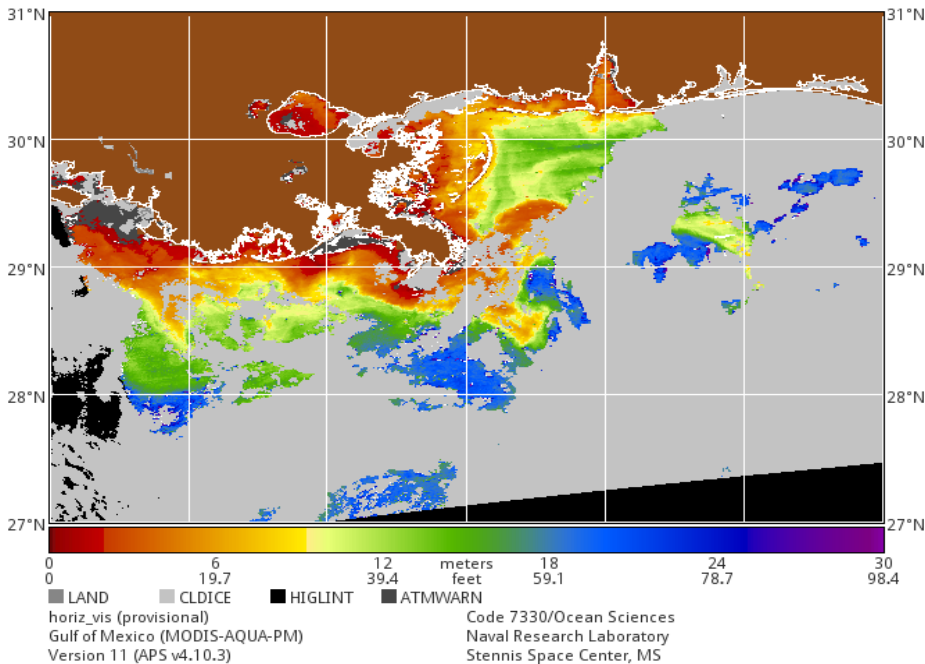 31°N 31°N
30°N 30°N
29°N 29°N
28°N 28°N
27°N 27°N
0 6 12 meters 18 24 30
0 19.7 39.4 feet 59.1 78.7 98.4
LAND CLDICE HIGLINT ATMWARN
horiz_vis (provisional) Code 7330/Ocean Sciences
Gulf of Mexico (MODIS-AQUA-PM) Naval Research Laboratory
Version 11 (APS v4.10.3) Stennis Space Center, MS